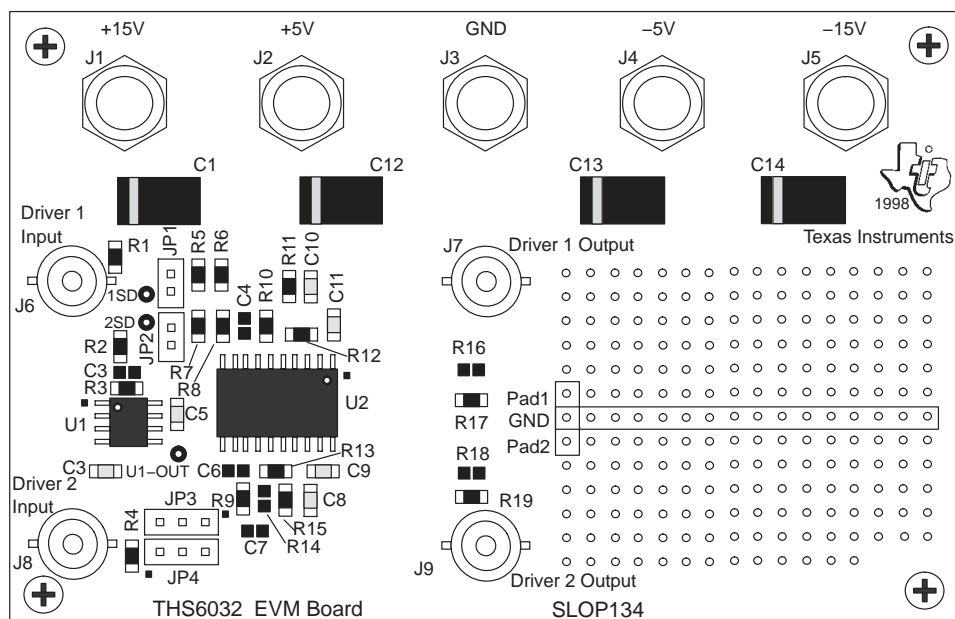 +15V
+5V
GND
−5V
−15V
J1
J2
J3
J4
J5
C1
C12
C13
C14
1998
Texas Instruments
Driver 1
Input
R1
JP1
R5
R6
R11
C10
J7
Driver 1 Output
J6
1SD
C4
R10
C11
2SD
R2
JP2
R12
R16
C3
R7
R8
R3
U2
Pad1
U1
C5
R17
GND
Pad2
R13
R18
C3
U1−OUT
C6
C9
Driver 2
Input
JP3
R9
C8
R19
R4
R15
R14
C7
J8
JP4
J9
Driver 2 Output
THS6032 EVM Board
SLOP134